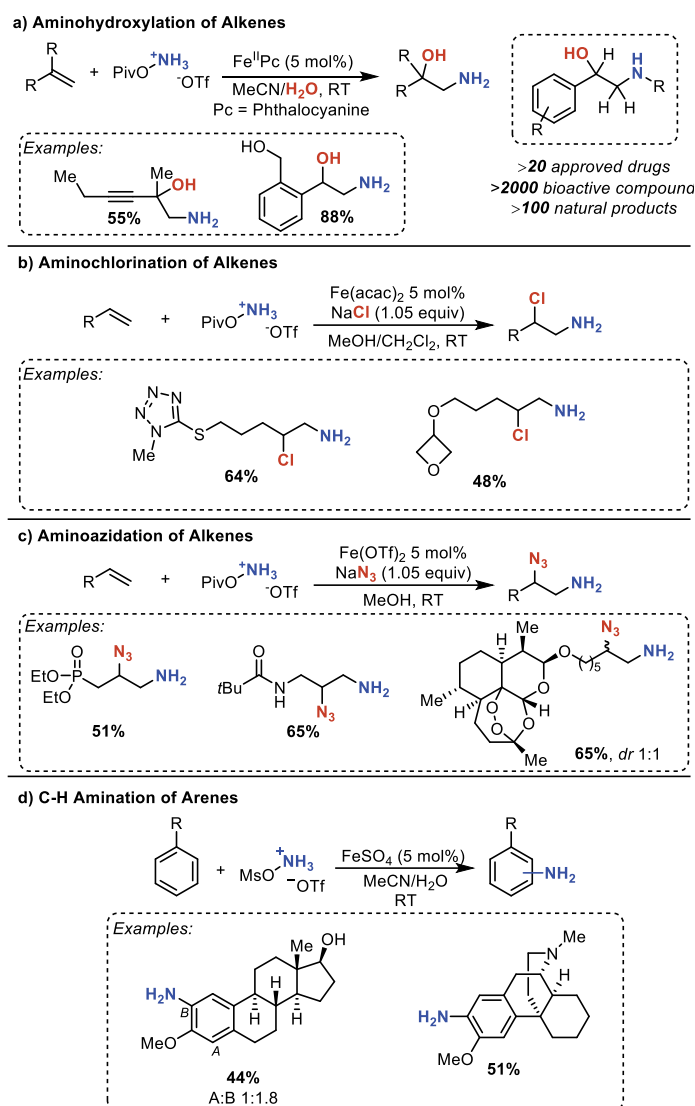 a) Aminohydroxylation of Alkenes
R
R
+
PivO
+
NH3
-OTf
FeIIPc (5 mol%)
MeCN/H2O, RT
Pc = Phthalocyanine
R
R
OH
NH2
HO
H
H
N
H
H
R
R
>20 approved drugs
>2000 bioactive compound
>100 natural products
Examples:
Me
Me
OH
NH2
55%
HO
OH
NH2
88%
b) Aminochlorination of Alkenes
R
+
PivO
+
NH3
-OTf
Fe(acac)2 5 mol%
NaCl (1.05 equiv)
MeOH/CH2Cl2, RT
R
Cl
NH2
Examples:
N
N
N
N
Me
S
Cl
NH2
64%
O
O
Cl
NH2
48%
c) Aminoazidation of Alkenes
R
+
PivO
+
NH3
-OTf
Fe(OTf)2 5 mol%
NaN3 (1.05 equiv)
MeOH, RT
R
N3
NH2
Examples:
O
EtO
P
EtO
N3
NH2
51%
O
tBu
N
H
N3
NH2
65%
Me
H
Me
H
O
O
O
O
O
H
Me
( )5
N3
NH2
65%, dr 1:1
d) C-H Amination of Arenes
R
+
MsO
+
NH3
-OTf
FeSO4 (5 mol%)
MeCN/H2O
RT
R
NH2
Examples:
H2N
B
MeO
A
H
H
H
Me
OH
44%
A:B 1:1.8
H2N
MeO
N
Me
H
51%